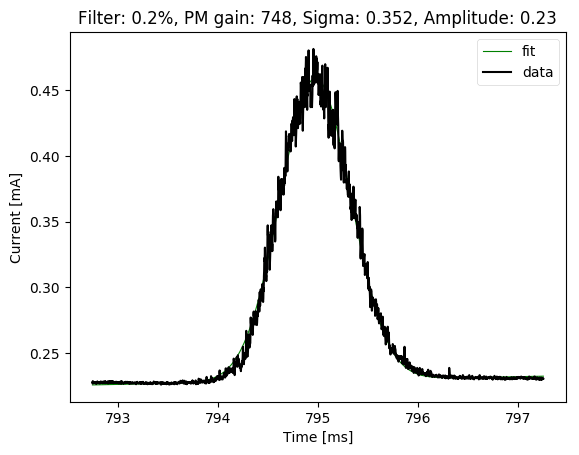 Filter: 0.2%, PM gain: 748, Sigma: 0.352, Amplitude: 0.23
fit
data
0.45
0.40
0.35
0.30
0.25
Current [mA]
793 794 795 796 797
Time [ms]